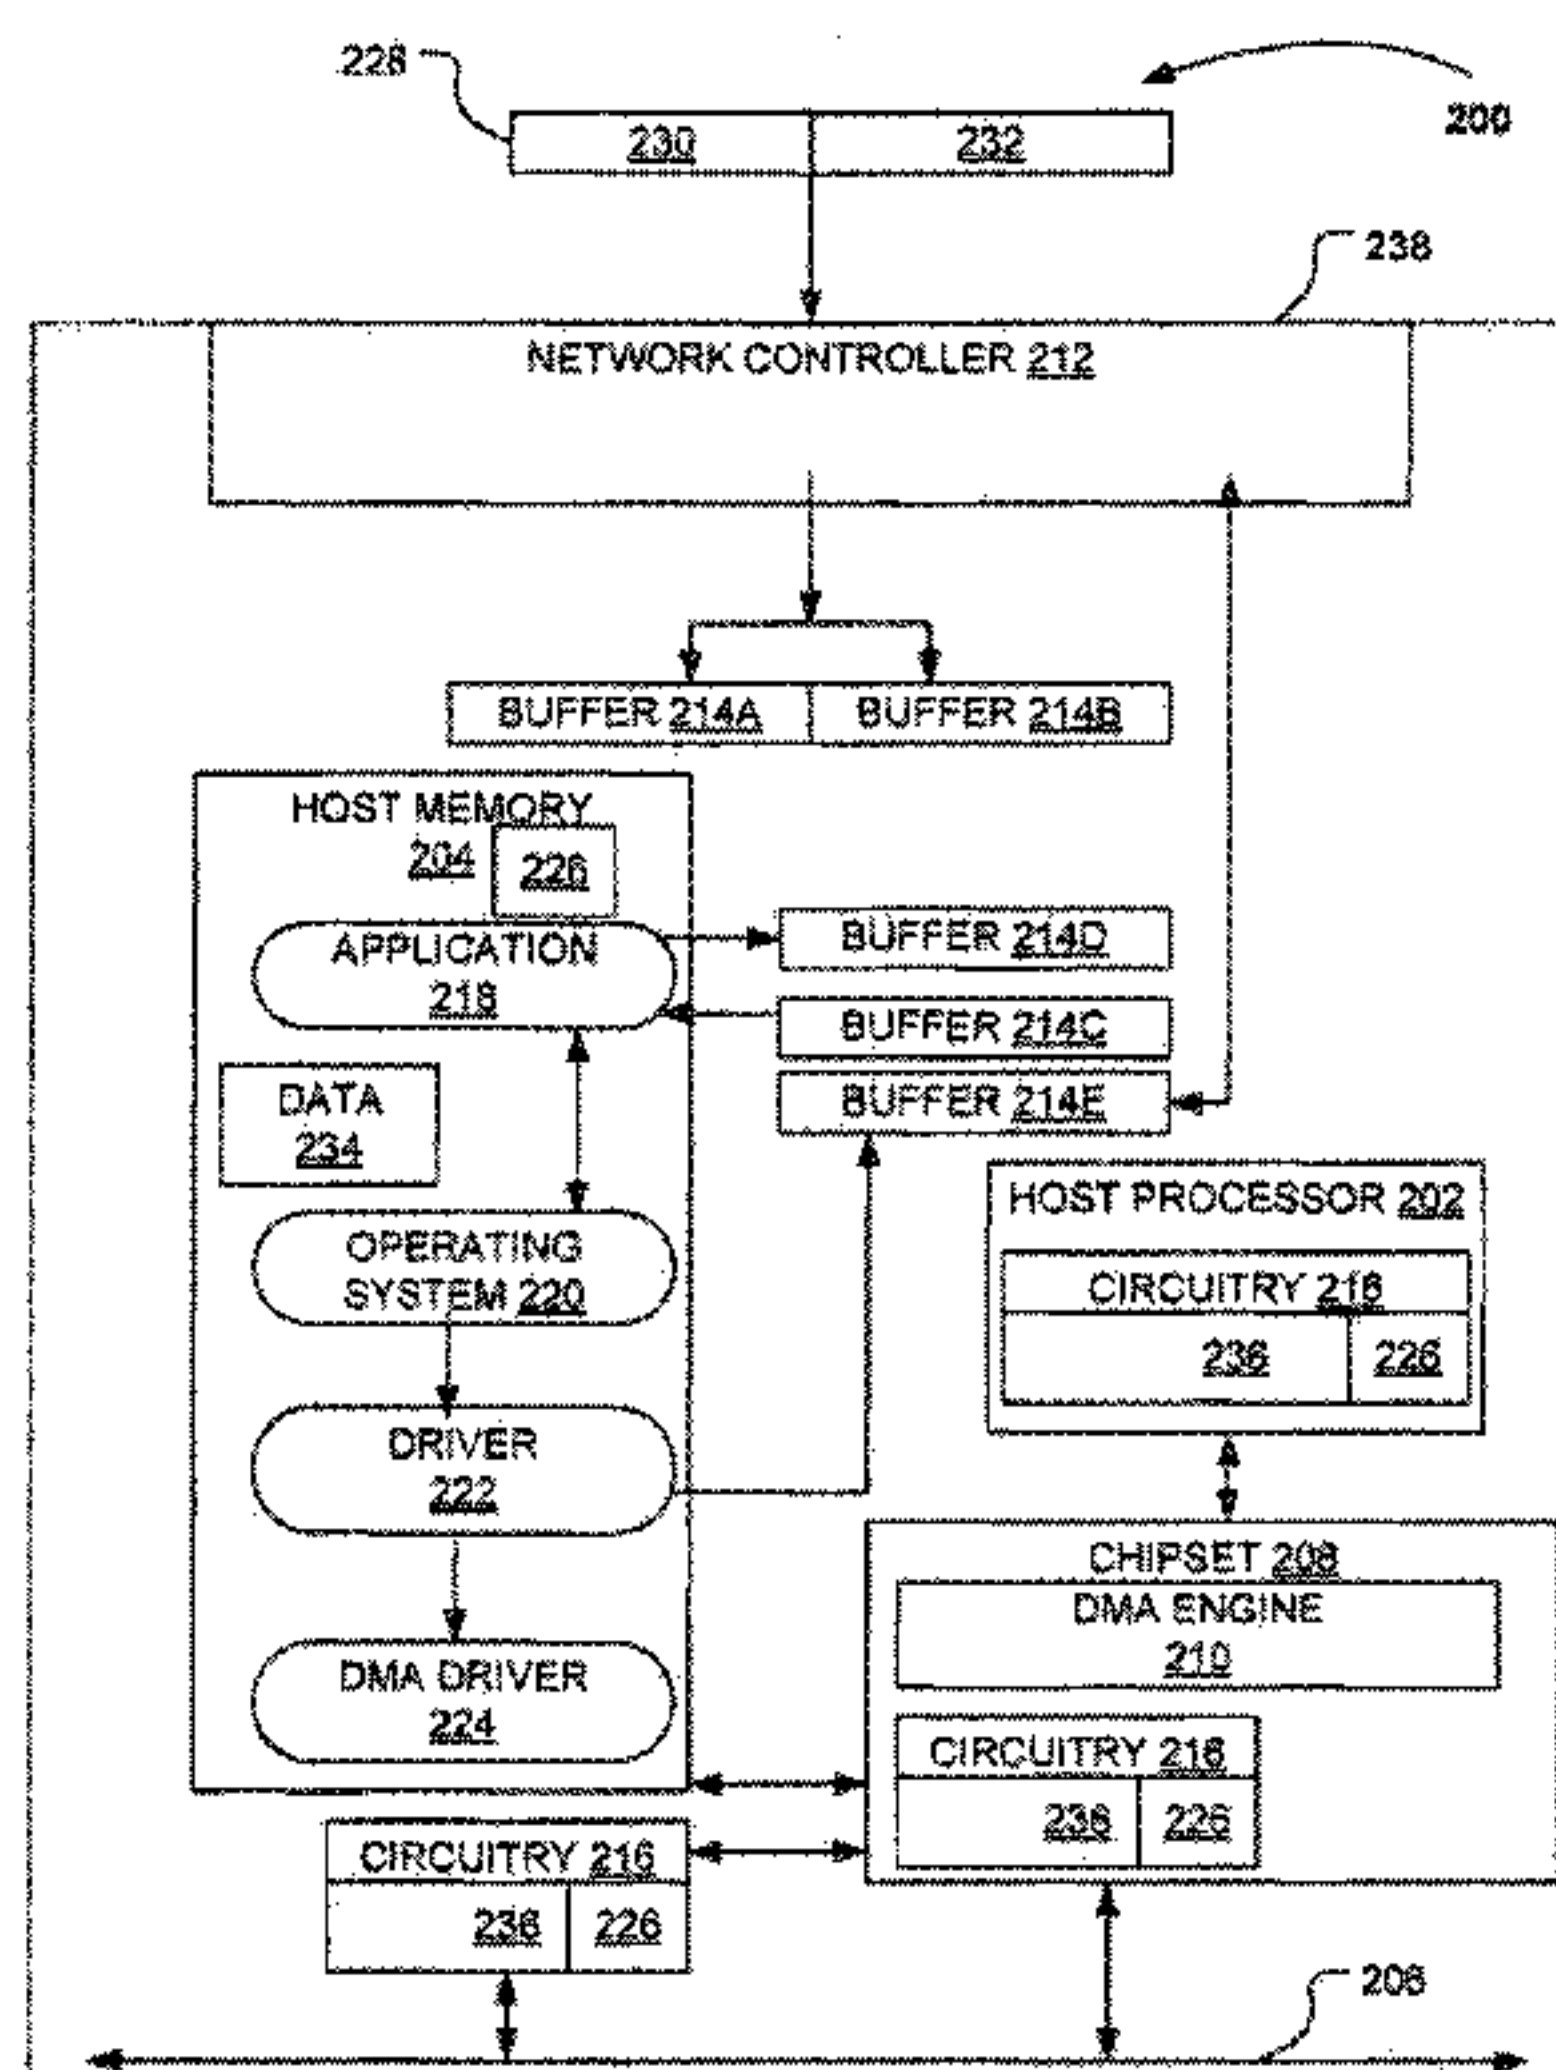 228
200
230 232
238
NETWORK CONTROLLER 212
BUFFER 214A BUFFER 214B
HOST MEMORY
204 226
APPLICATION
218
BUFFER 214D
BUFFER 214C
BUFFER 214E
DATA
234
HOST PROCESSOR 202
CIRCUITRY 216
236 226
OPERATING
SYSTEM 220
DRIVER
222
CHIPSET 208
DMA ENGINE
210
DMA DRIVER
224
CIRCUITRY 216
236 226
CIRCUITRY 216
236 226
206